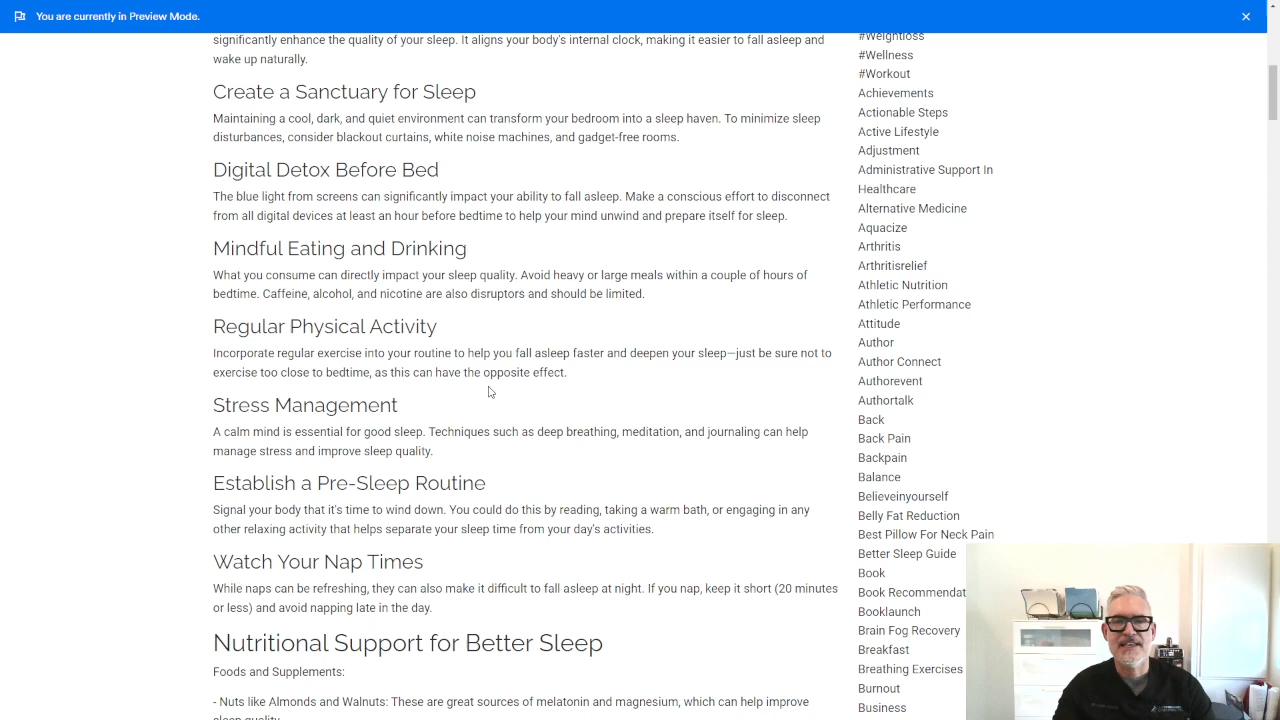 You are currently in Preview Mode.
significantly enhance the quality of your sleep. It aligns your body's internal clock, making it easier to fall asleep and
wake up naturally.
Create a Sanctuary for Sleep
Maintaining a cool, dark, and quiet environment can transform your bedroom into a sleep haven. To minimize sleep
disturbances, consider blackout curtains, white noise machines, and gadget-free rooms.
Digital Detox Before Bed
The blue light from screens can significantly impact your ability to fall asleep. Make a conscious effort to disconnect
from all digital devices at least an hour before bedtime to help your mind unwind and prepare itself for sleep.
Mindful Eating and Drinking
What you consume can directly impact your sleep quality. Avoid heavy or large meals within a couple of hours of
bedtime. Caffeine, alcohol, and nicotine are also disruptors and should be limited.
Regular Physical Activity
Incorporate regular exercise into your routine to help you fall asleep faster and deepen your sleep—just be sure not to
exercise too close to bedtime, as this can have the opposite effect.
Stress Management
A calm mind is essential for good sleep. Techniques such as deep breathing, meditation, and journaling can help
manage stress and improve sleep quality.
Establish a Pre-Sleep Routine
Signal your body that it's time to wind down. You could do this by reading, taking a warm bath, or engaging in any
other relaxing activity that helps separate your sleep time from your day's activities.
Watch Your Nap Times
While naps can be refreshing, they can also make it difficult to fall asleep at night. If you nap, keep it short (20 minutes
or less) and avoid napping late in the day.
Nutritional Support for Better Sleep
Foods and Supplements:
- Nuts like Almonds and Walnuts: These are great sources of melatonin and magnesium, which can help improve
sleep quality.
#Weightloss
#Wellness
#Workout
Achievements
Actionable Steps
Active Lifestyle
Adjustment
Administrative Support In
Healthcare
Alternative Medicine
Aquacize
Arthritis
Arthritisrelief
Athletic Nutrition
Athletic Performance
Attitude
Author
Author Connect
Authorevent
Authortalk
Back
Back Pain
Backpain
Balance
Believeinyourself
Belly Fat Reduction
Best Pillow For Neck Pain
Better Sleep Guide
Book
Book Recommendat
Booklaunch
Brain Fog Recovery
Breakfast
Breathing Exercises
Burnout
Business